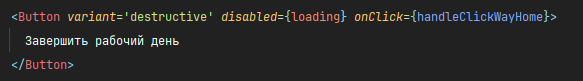 <Button variant='destructive' disabled={loading} onClick={handleClickWayHome}>
Завершить рабочий день
</Button>